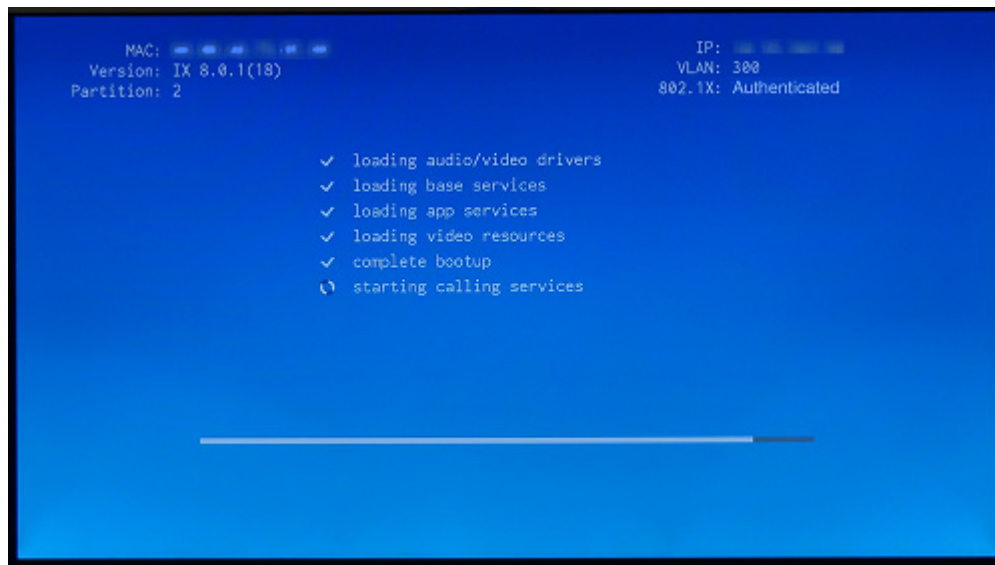 MAC:
Version: IX 8.0.1(18)
Partition: 2
IP:
VLAN: 300
802.1X: Authenticated
loading audio/video drivers
loading base services
loading app services
loading video resources
complete bootup
starting calling services